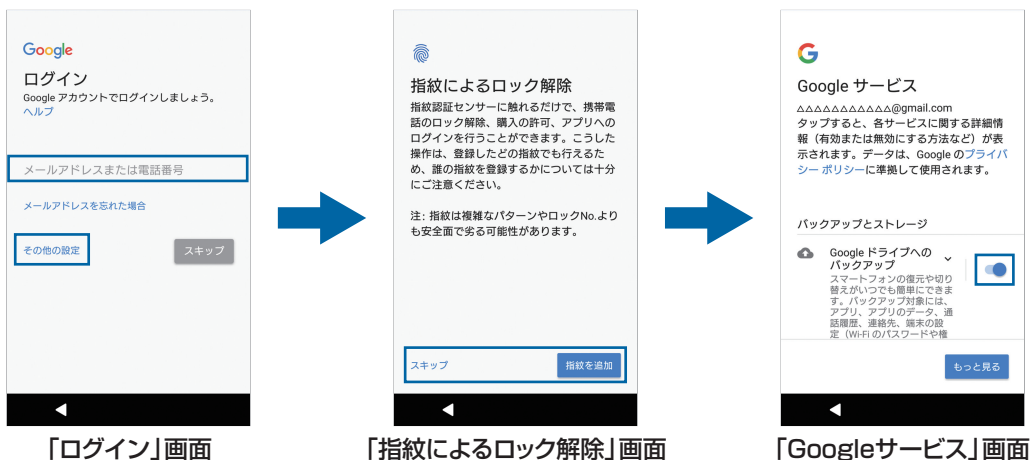 Google
ログイン
Google アカウントでログインしましょう。
ヘルプ
メールアドレスまたは電話番号
メールアドレスを忘れた場合
その他の設定
スキップ
「ログイン」画面
指紋によるロック解除
指紋認証センサーに触れるだけで、携帯電
話のロック解除、購入の許可、アプリへの
ログインを行うことができます。こうした
操作は、登録したどの指紋でも行えるた
め、誰の指紋を登録するかについては十分
にご注意ください。
注: 指紋は複雑なパターンやロックNo.より
も安全面で劣る可能性があります。
スキップ
指紋を追加
「指紋によるロック解除」画面
G
Google サービス
△△△△△△△△△△△@gmail.com
タップすると、各サービスに関する詳細情
報（有効または無効にする方法など）が表
示されます。データは、Google のプライバ
シー ポリシーに準拠して使用されます。
バックアップとストレージ
Google ドライブへの
バックアップ
スマートフォンの復元や切り
替えがいつでも簡単にできま
す。バックアップ対象には、
アプリ、アプリのデータ、通
話履歴、連絡先、端末の設
定（Wi-Fi のパスワードや権
もっと見る
「Googleサービス」画面